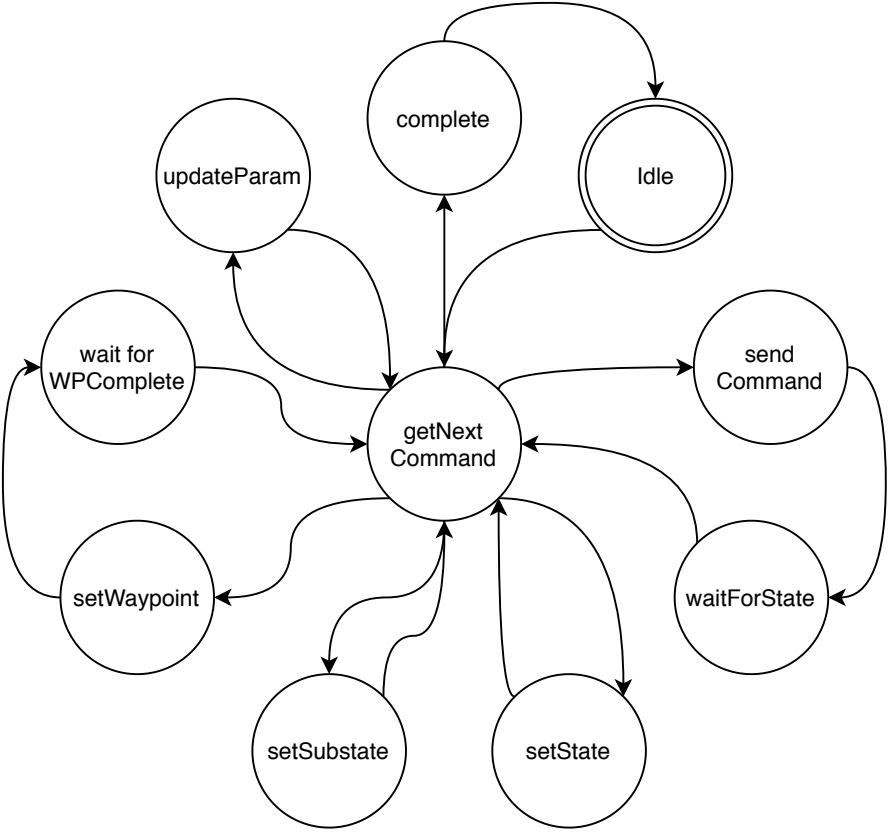 complete
Idle
updateParam
wait for
WPComplete
send
Command
getNext
Command
setWaypoint
waitForState
setSubstate
setState